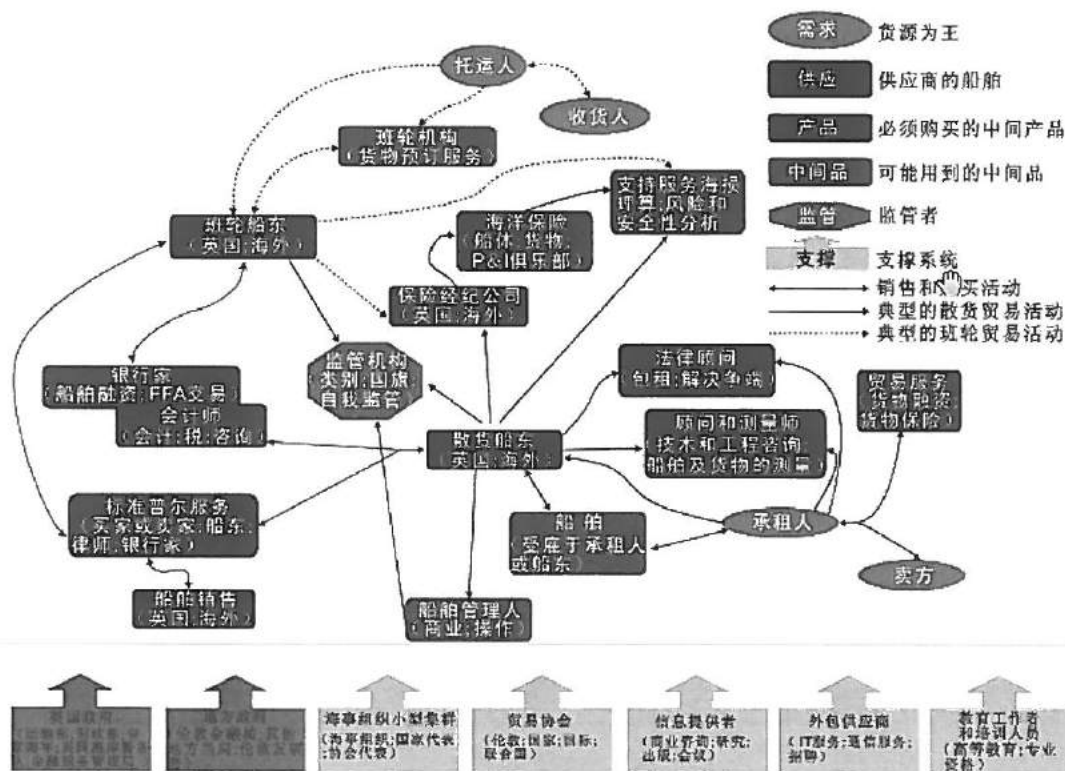 需求
货源为王
托运人
供应
供应商的船舶
收货人
产品
必须购买的中间产品
班轮机构
(货物预订服务)
中间品
可能用到的中间品
支持服务海损
评算;风险和
安全性分析
班轮船东
(英国;海外)
海洋保险
(船体,货物,
P&I俱乐部)
监管
监管者
支撑
支撑系统
销售和买活动
保险经纪公司
(英国;海外)
典型的散货贸易活动
典型的班轮贸易活动
监管机构
(类别;国旗,
自我监管)
法律顾问
(包租;解决争端)
贸易服务
(货物融资;
货物保险)
银行家
(船舶融资;FFA交易)
会计师
(会计;税;咨询)
顾问和测量师
(技术和工程咨询;
船舶及货物的测量)
散货船东
(英国;海外)
标准普尔服务
(买家或卖家;船东,
律师;银行家)
船舶
(受雇于承租人
或船东)
承租人
卖方
船舶销售
(英国,海外)
船舶管理人
(商业;操作)
海事组织小型集群
(海事组织;国家代表
;协会代表)
贸易协会
(伦敦;国家;国际;
联合国)
信息提供者
(商业咨询;研究;
出版;会议)
外包供应商
(IT服务;通信服务;
招聘)
教育工作者
和培训人员
(高等教育;专业
资格)